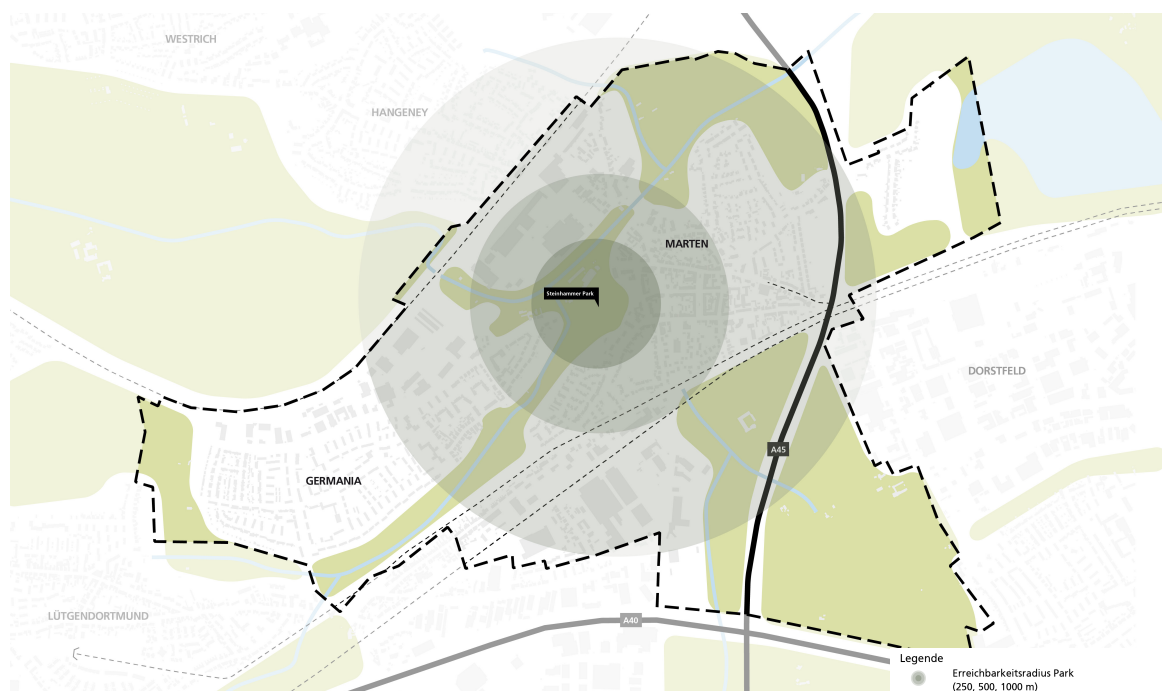 WESTRICH
HANGENEY
MARTEN
Steinhammer Park
DORSTFELD
A45
GERMANIA
LÜTGENDORTMUND
A40
Legende
Erreichbarkeitsradius Park
(250, 500, 1000 m)